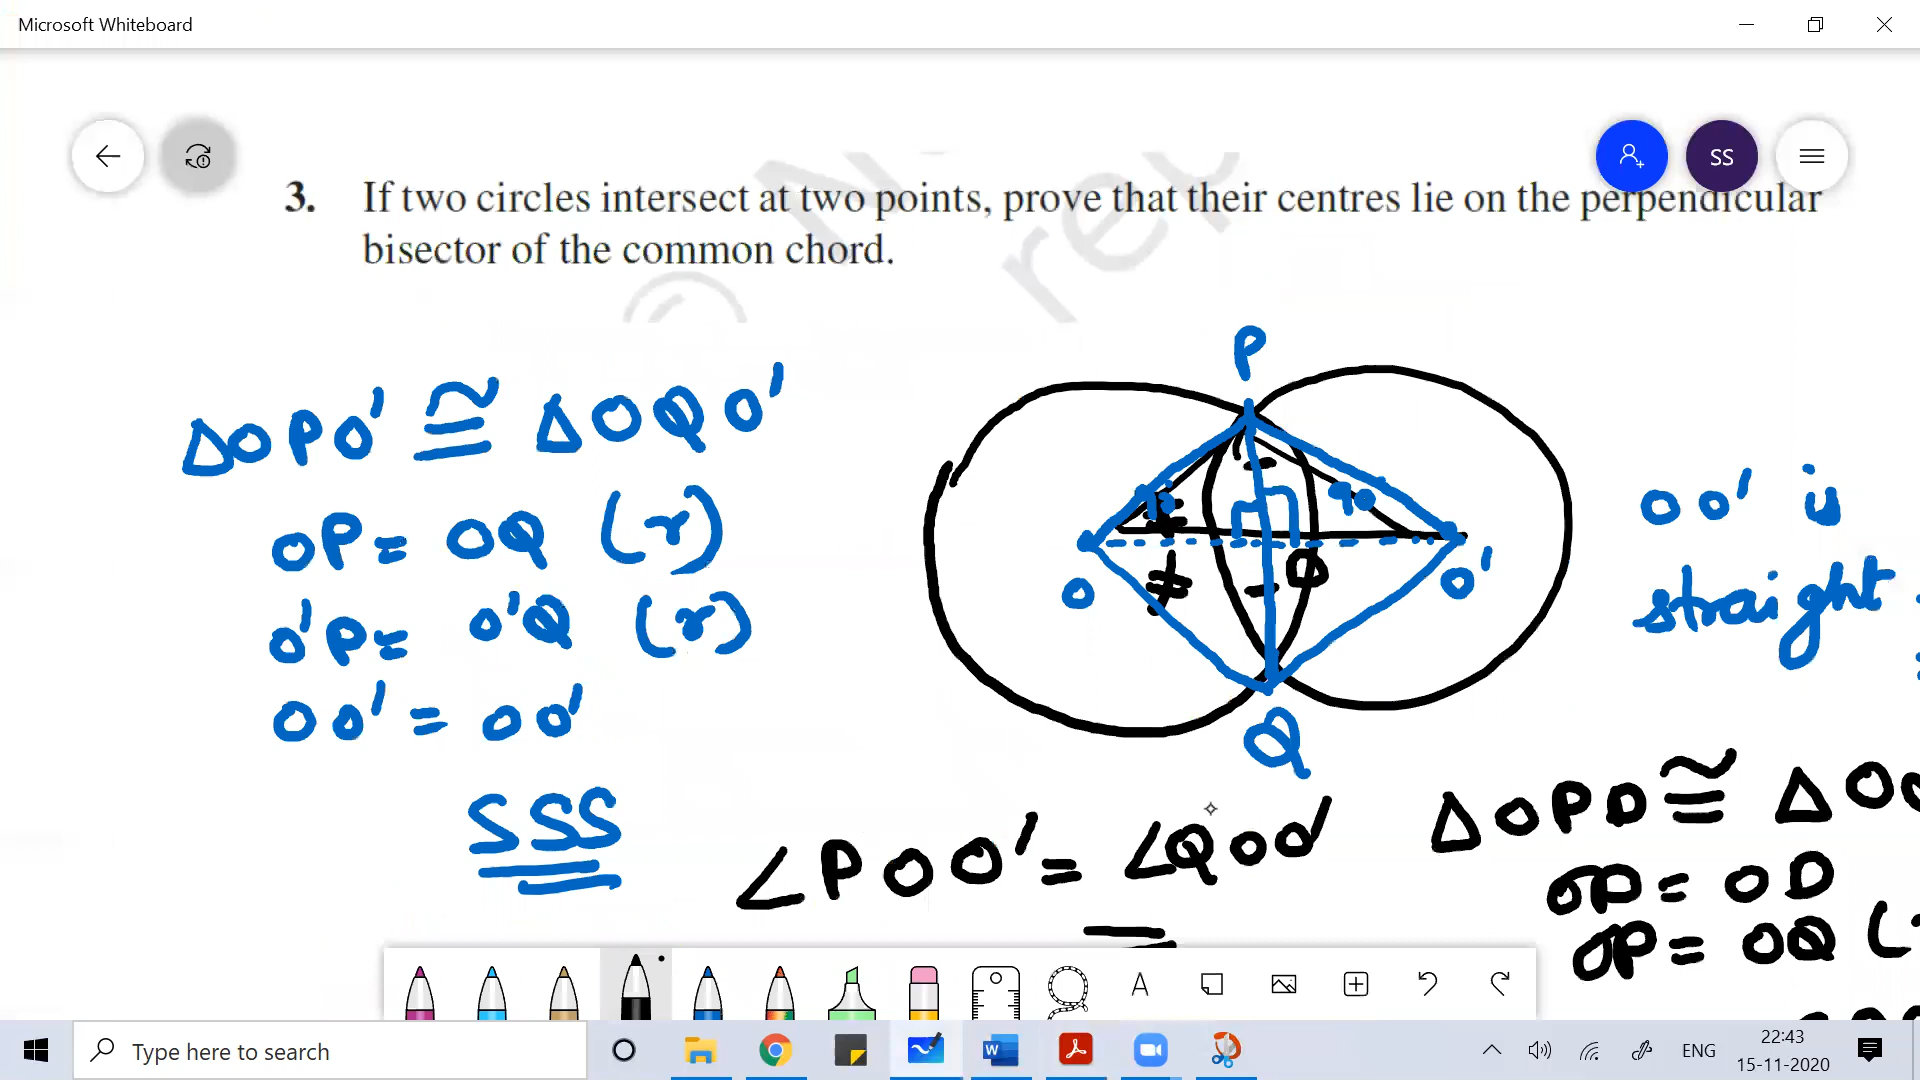 Microsoft Whiteboard
SS
3. If two circles intersect at two points, prove that their centres lie on the perpendicular
bisector of the common chord.
P
ΔOPO' ≅ ΔOQO'
OP = OQ (r)
O'P = O'Q (r)
OO' = OO'
SSS
90
O
D
O'
Q
OO' is
straight
∠POO' = ∠QOO'
ΔOPD ≅ ΔO
OP = OD
OP = OQ (
A
Type here to search
ENG
22:43
15-11-2020